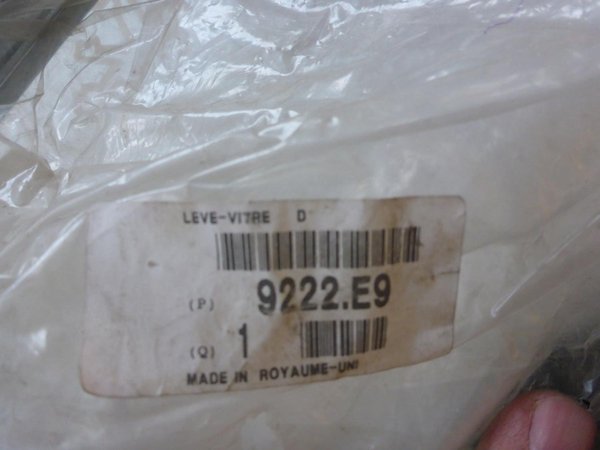 LEVE-VITRE D
(P) 9222.E9
(Q) 1
MADE IN ROYAUME-UNI